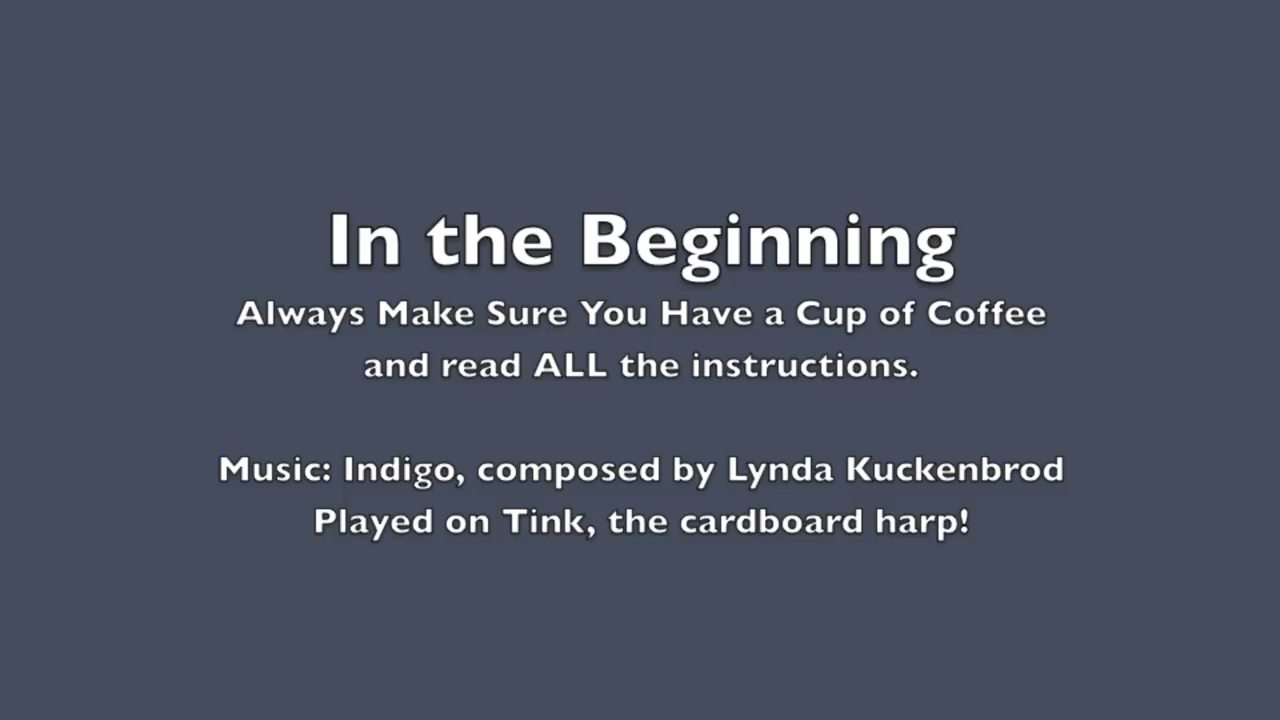 In the Beginning
Always Make Sure You Have a Cup of Coffee
and read ALL the instructions.
Music: Indigo, composed by Lynda Kuckenbrod
Played on Tink, the cardboard harp!